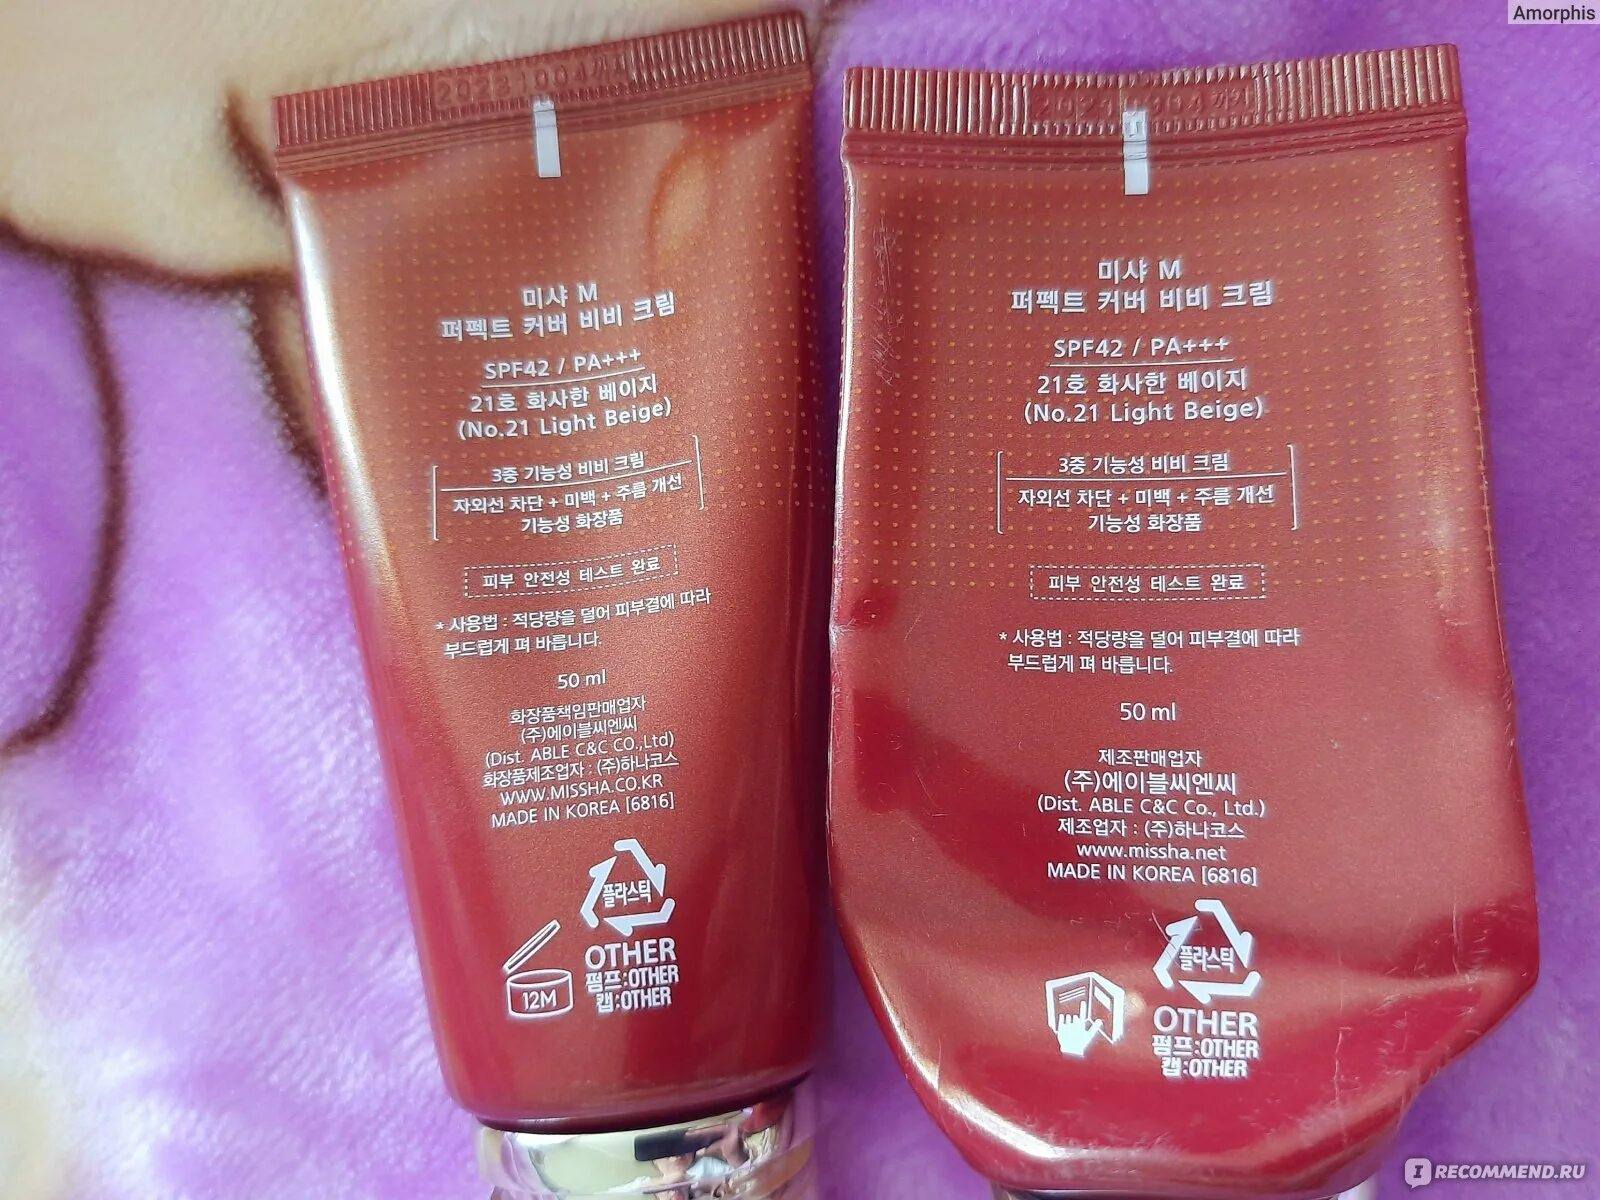 Amorphis
20231004까지
미샤 M
퍼펙트 커버 비비 크림
SPF42 / PA+++
21호 화사한 베이지
(No.21 Light Beige)
3중 기능성 비비 크림
자외선 차단 + 미백 + 주름 개선
기능성 화장품
피부 안전성 테스트 완료
* 사용법 : 적당량을 덜어 피부결에 따라
부드럽게 펴 바릅니다.
50 ml
화장품책임판매업자
(주)에이블씨엔씨
(Dist. ABLE C&C CO.,Ltd)
화장품제조업자 : (주)하나코스
WWW.MISSHA.CO.KR
MADE IN KOREA [6816]
플라스틱
OTHER
펌프:OTHER
캡:OTHER
12M
까지
미샤 M
퍼펙트 커버 비비 크림
SPF42 / PA+++
21호 화사한 베이지
(No.21 Light Beige)
3중 기능성 비비 크림
자외선 차단 + 미백 + 주름 개선
기능성 화장품
피부 안전성 테스트 완료
* 사용법 : 적당량을 덜어 피부결에 따라
부드럽게 펴 바릅니다.
50 ml
제조판매업자
(주)에이블씨엔씨
(Dist. ABLE C&C Co., Ltd.)
제조업자 : (주)하나코스
www.missha.net
MADE IN KOREA [6816]
플라스틱
OTHER
펌프:OTHER
캡:OTHER
IRECOMMEND.RU